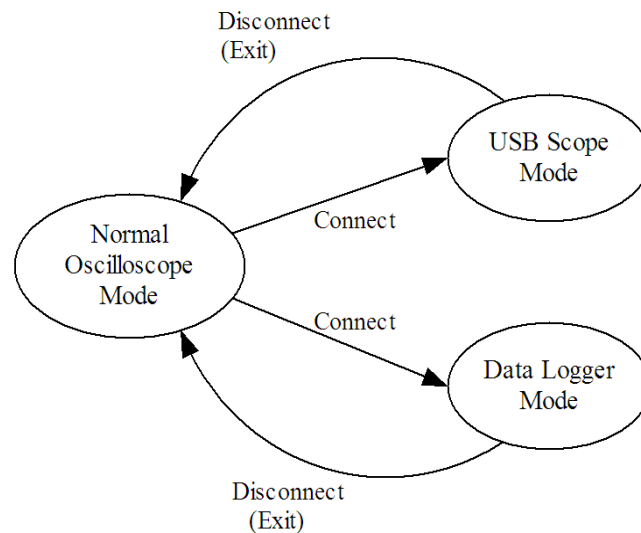 Disconnect
(Exit)
USB Scope
Mode
Connect
Normal
Oscilloscope
Mode
Connect
Data Logger
Mode
Disconnect
(Exit)